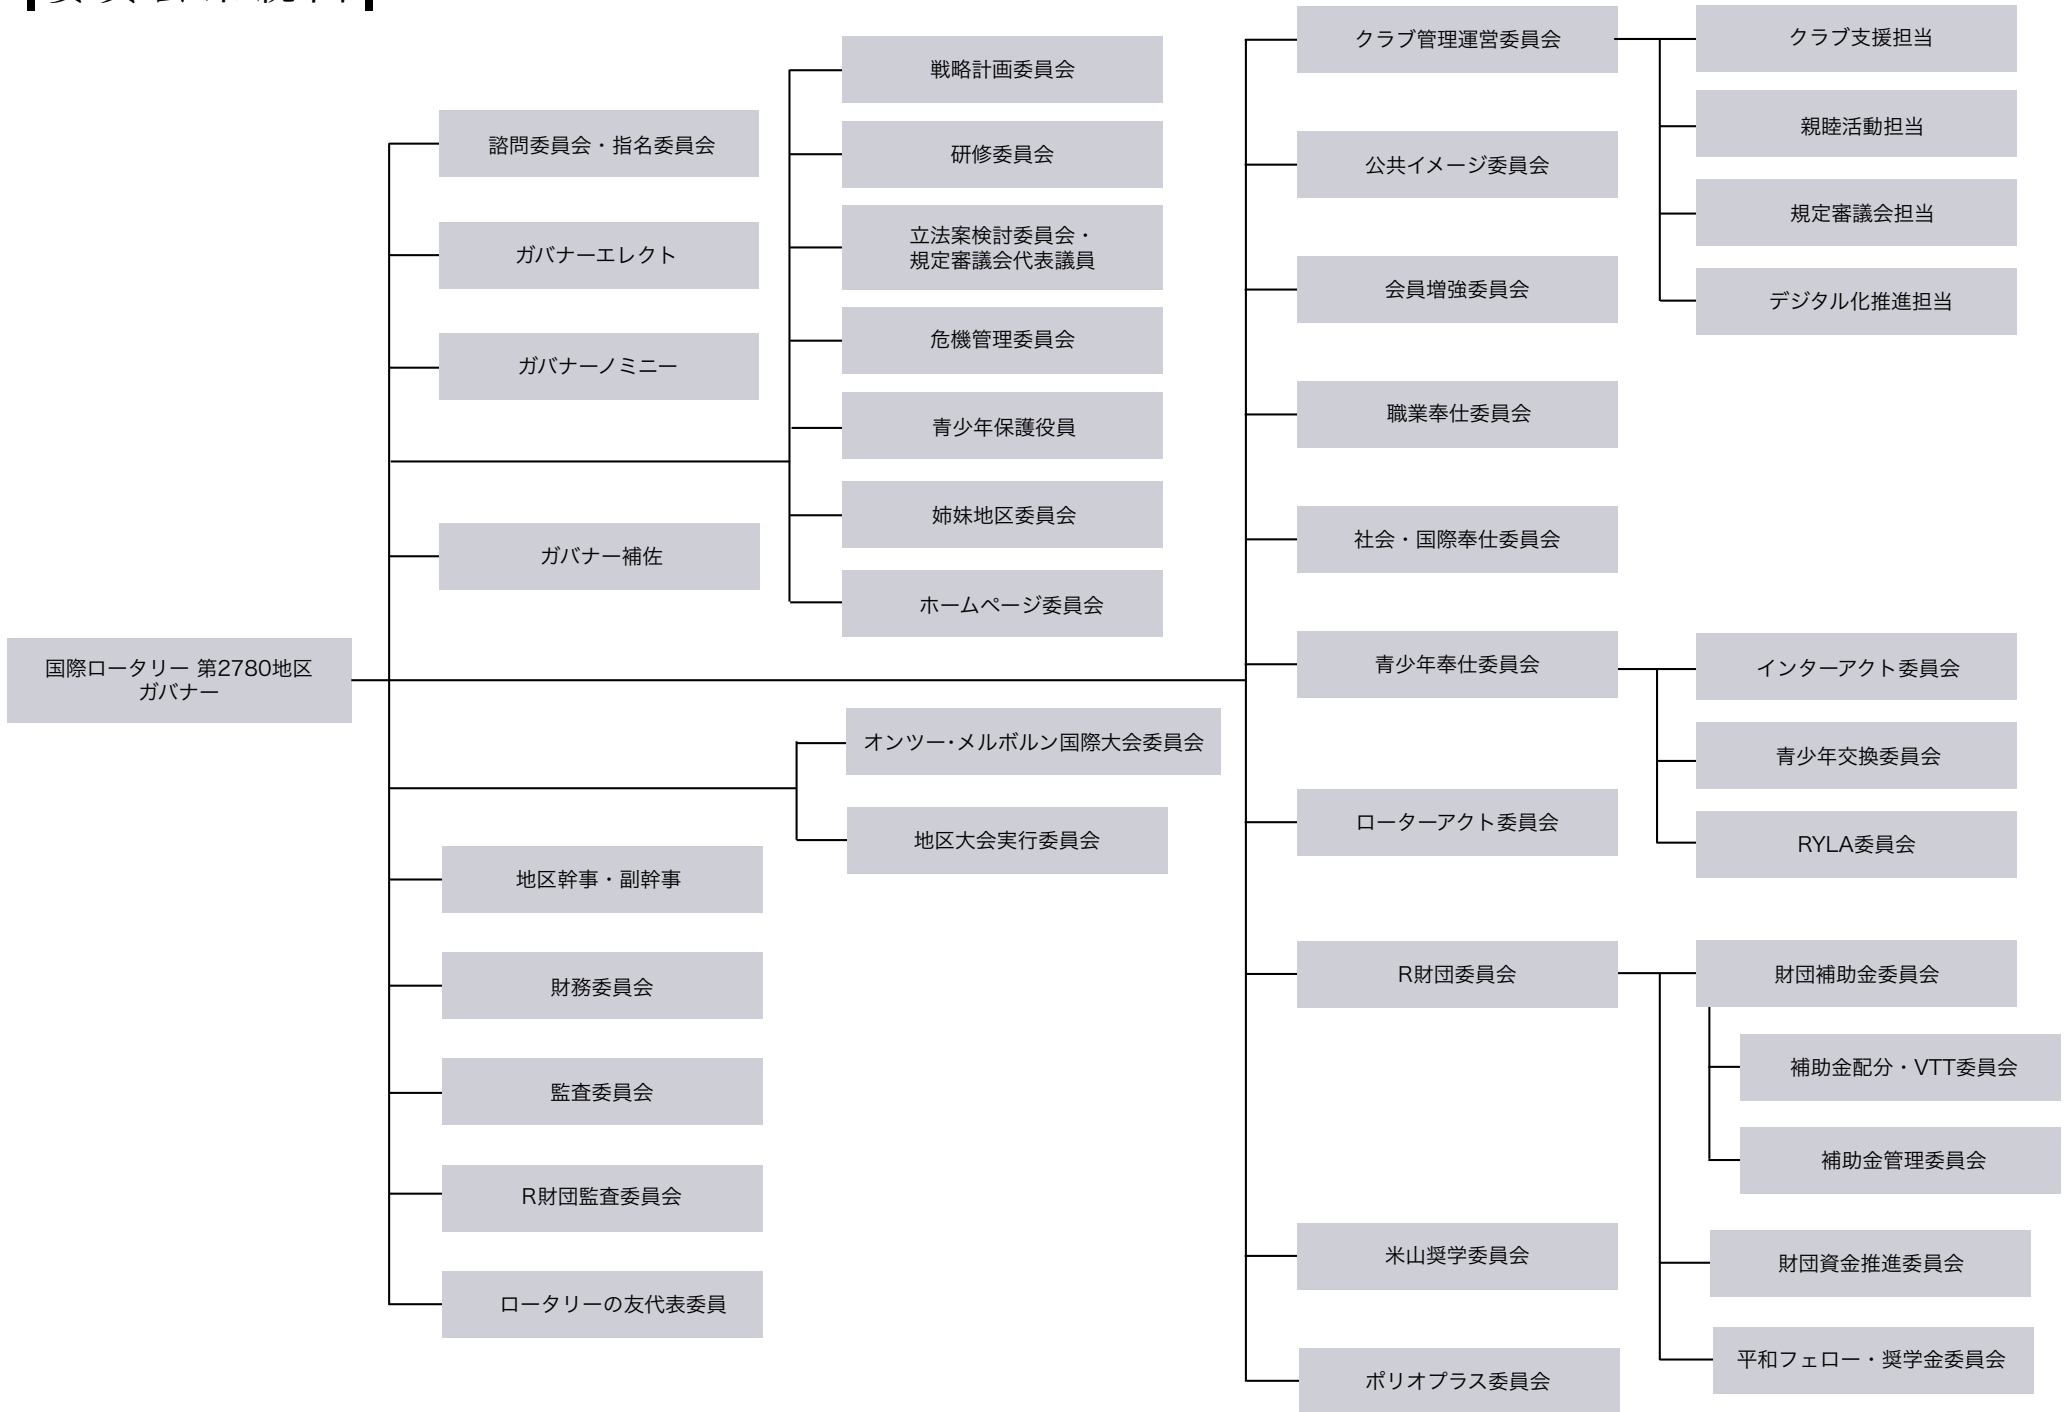 国際ロータリー 第2780地区
ガバナー
諮問委員会・指名委員会
ガバナーエレクト
ガバナーノミニー
ガバナー補佐
地区幹事・副幹事
財務委員会
監査委員会
R財団監査委員会
ロータリーの友代表委員
戦略計画委員会
研修委員会
立法案検討委員会・
規定審議会代表議員
危機管理委員会
青少年保護役員
姉妹地区委員会
ホームページ委員会
オンツー・メルボルン国際大会委員会
地区大会実行委員会
クラブ管理運営委員会
公共イメージ委員会
会員増強委員会
職業奉仕委員会
社会・国際奉仕委員会
青少年奉仕委員会
ローターアクト委員会
R財団委員会
米山奨学委員会
ポリオプラス委員会
クラブ支援担当
親睦活動担当
規定審議会担当
デジタル化推進担当
インターアクト委員会
青少年交換委員会
RYLA委員会
財団補助金委員会
補助金配分・VTT委員会
補助金管理委員会
財団資金推進委員会
平和フェロー・奨学金委員会